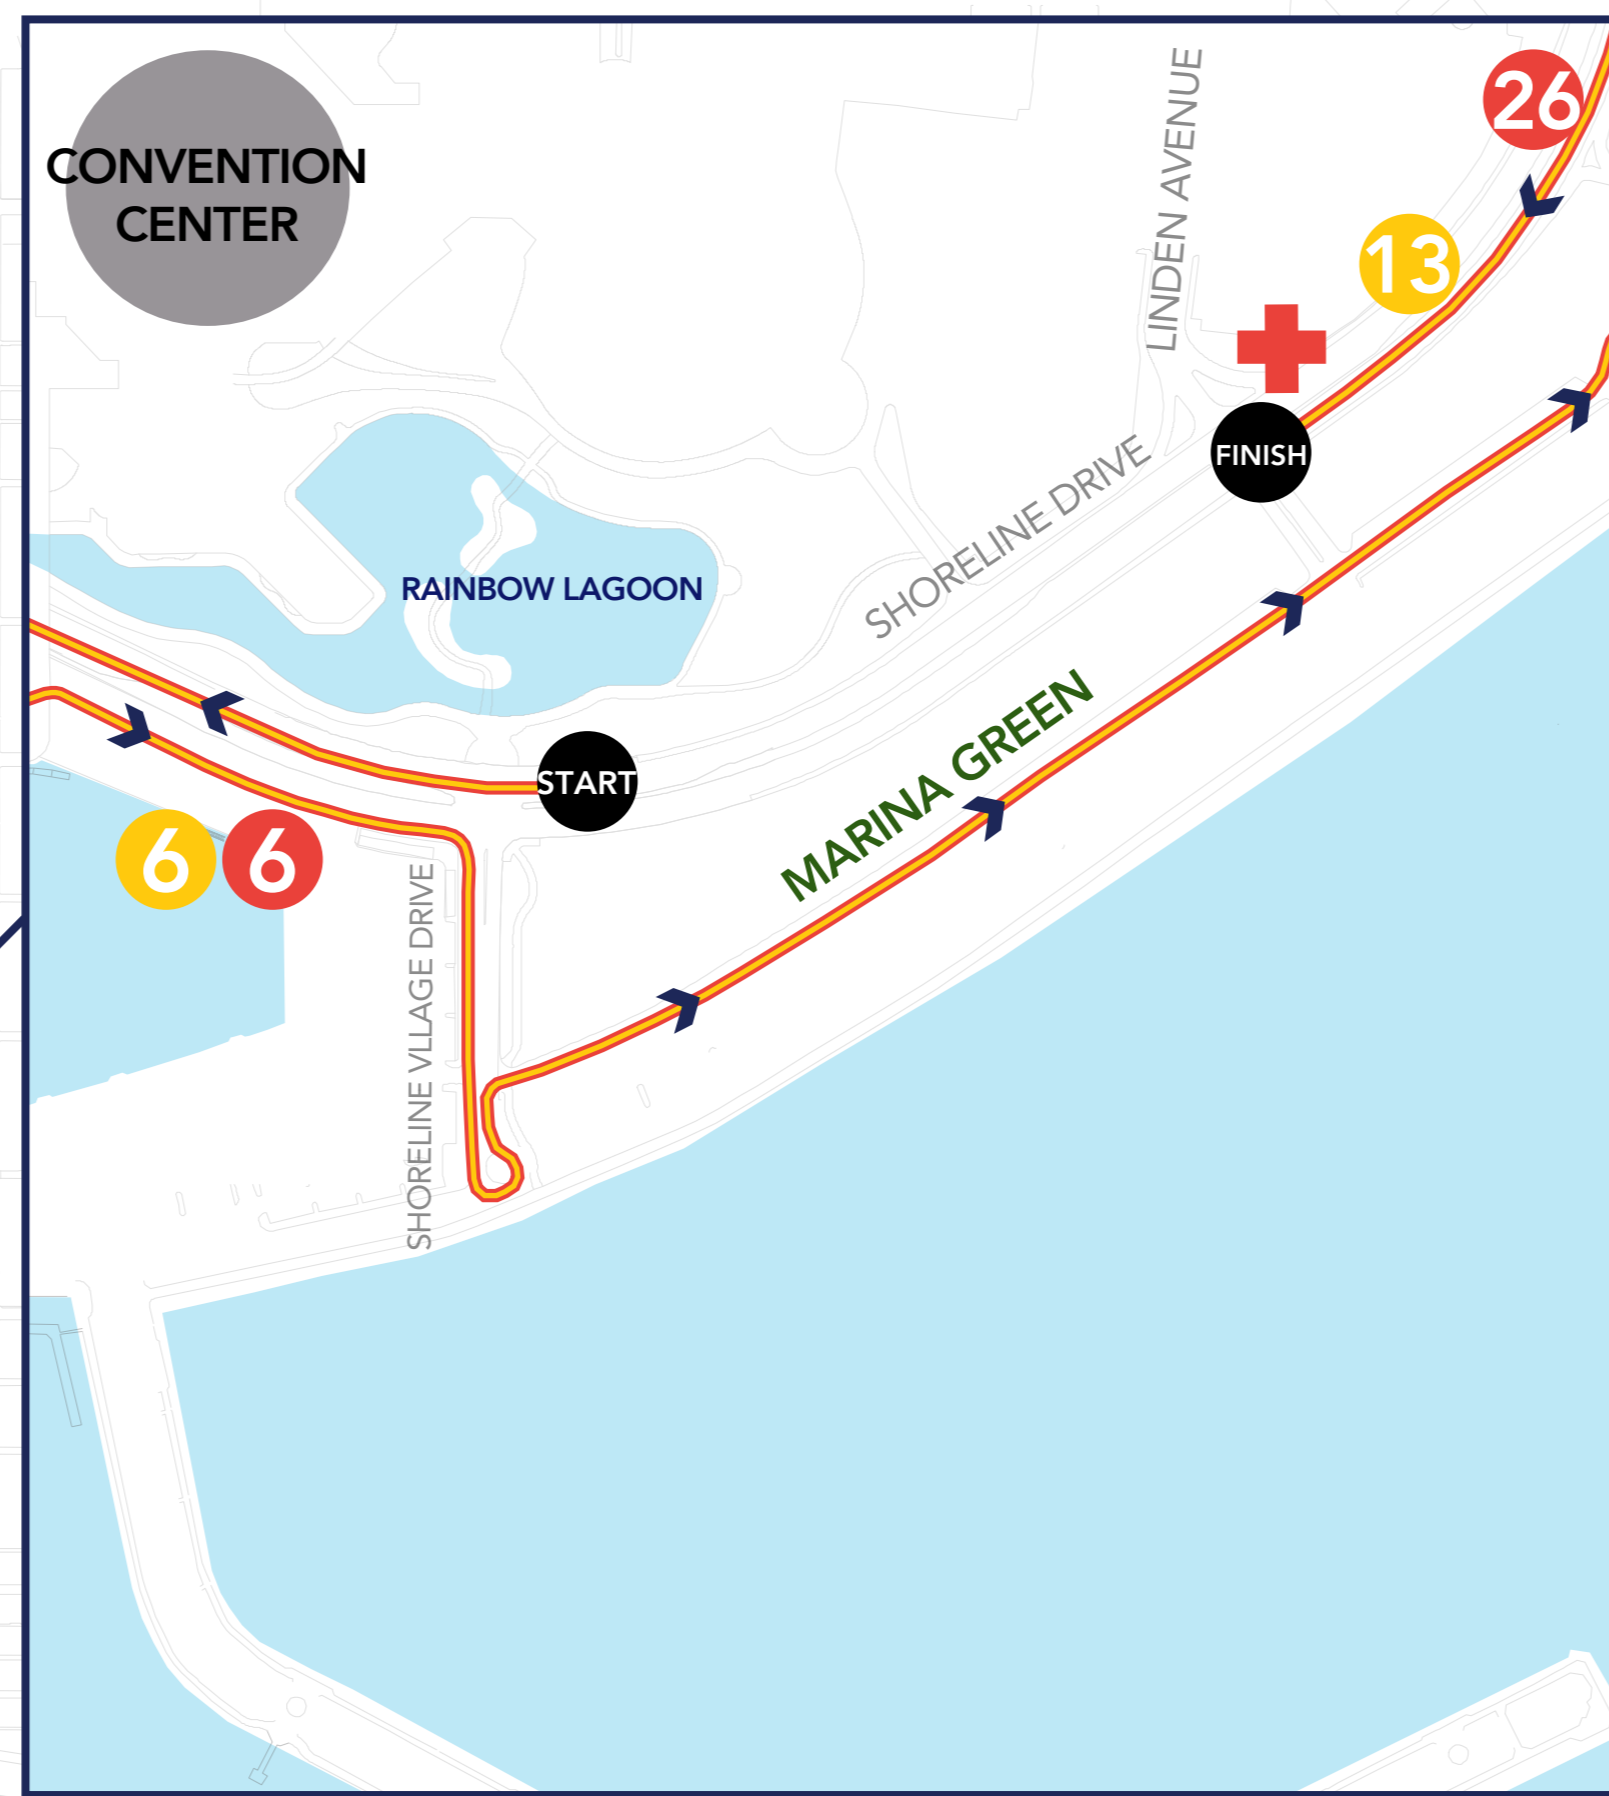 CONVENTION
CENTER
LINDEN AVENUE
26
13
FINISH
SHORELINE DRIVE
RAINBOW LAGOON
START
MARINA GREEN
6
6
SHORELINE VLLAGE DRIVE